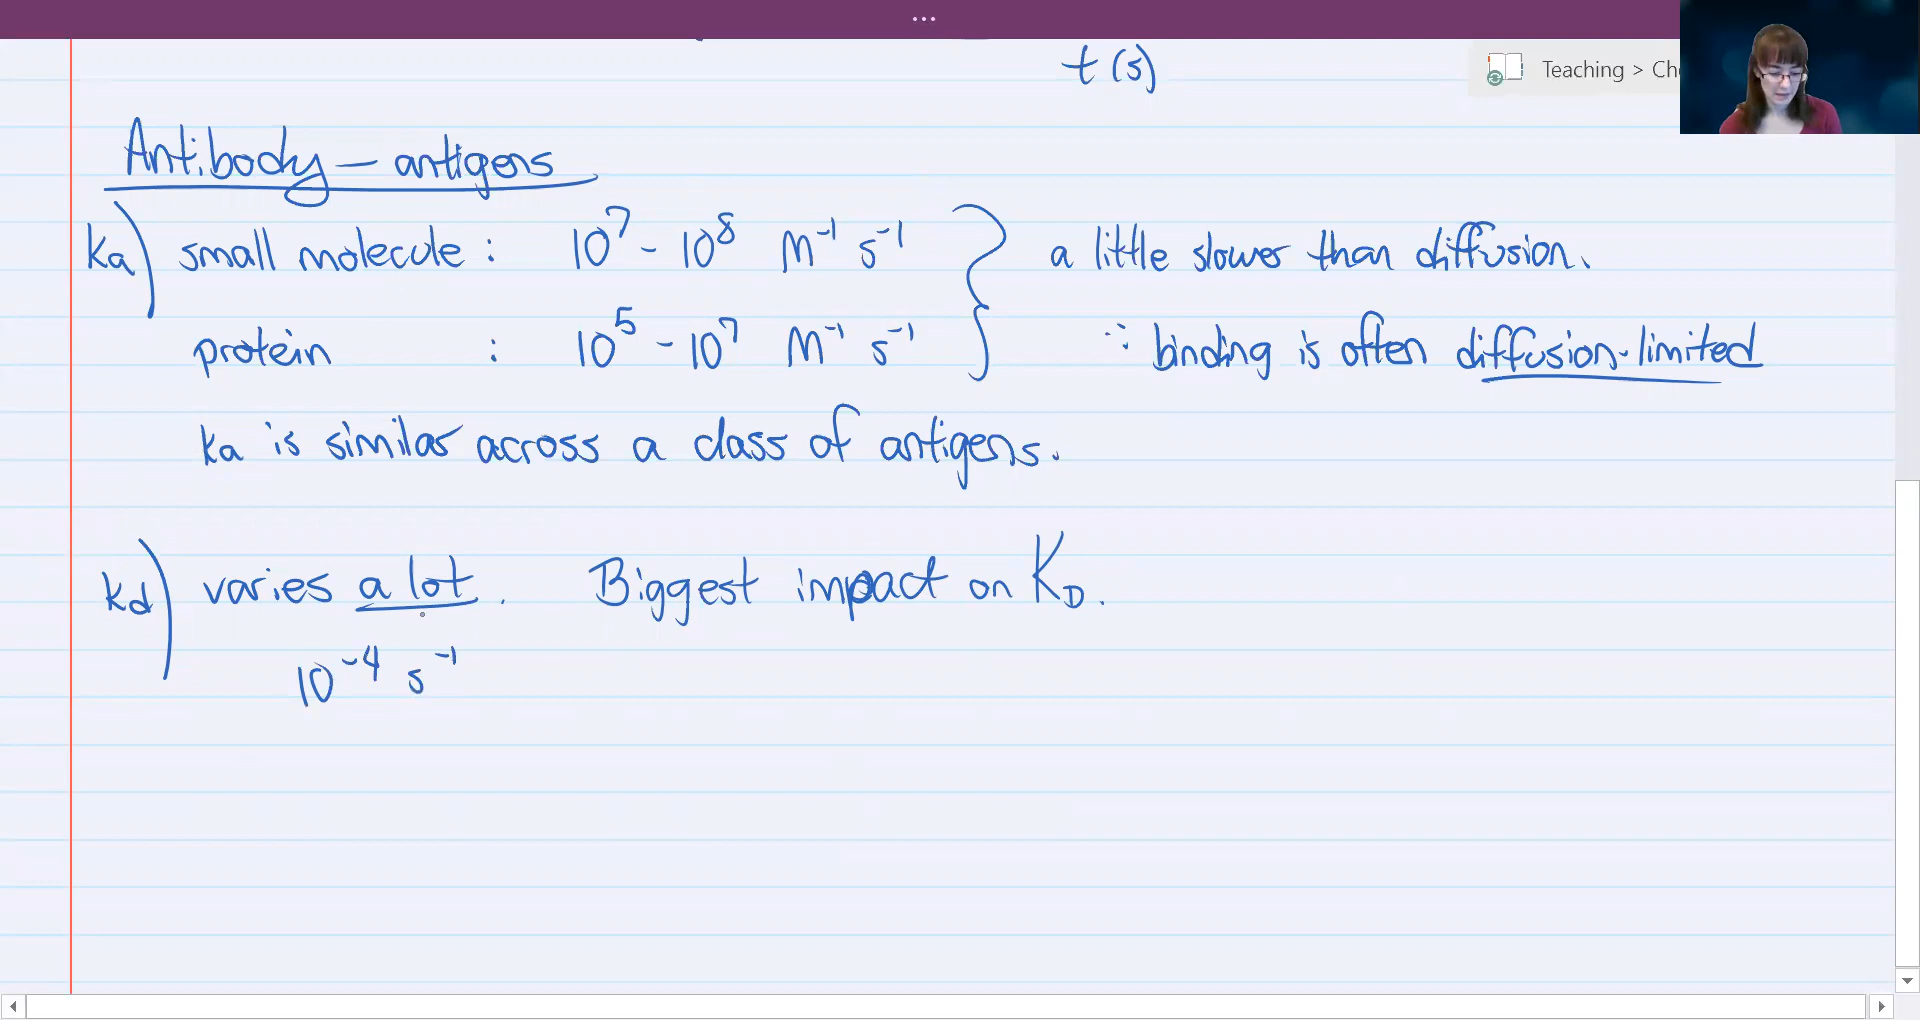 ...
t (s)
Teaching > Ch
Antibody – antigens
ka) small molecule : 10⁷ - 10⁸ M⁻¹ s⁻¹ } a little slower than diffusion.
protein : 10⁵ - 10⁷ M⁻¹ s⁻¹ ∵ binding is often diffusion-limited
ka is similar across a class of antigens.
kd) varies a lot. Biggest impact on K_D.
10⁻⁴ s⁻¹